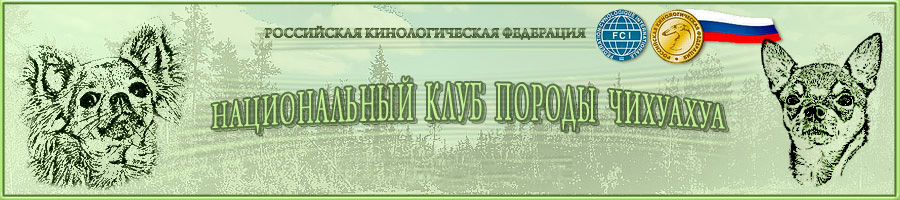 РОССИЙСКАЯ КИНОЛОГИЧЕСКАЯ ФЕДЕРАЦИЯ
FCI
НАЦИОНАЛЬНЫЙ КЛУБ ПОРОДЫ ЧИХУАХУА